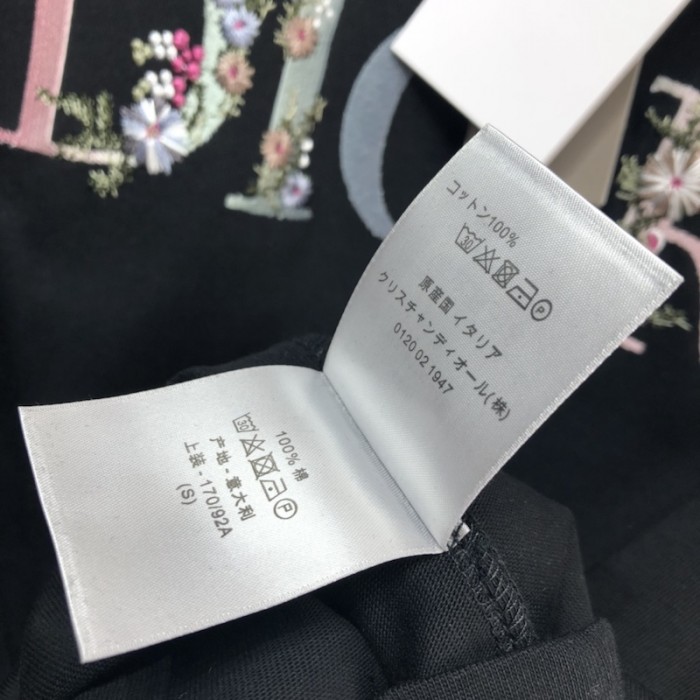 コットン100%
30
P
原産国 イタリア
クリスチャンディオール(株)
0120 02 1947
100% 棉
30
P
产地 - 意大利
上装 - 170/92A
(S)